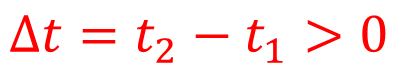 Δt = t₂ − t₁ > 0